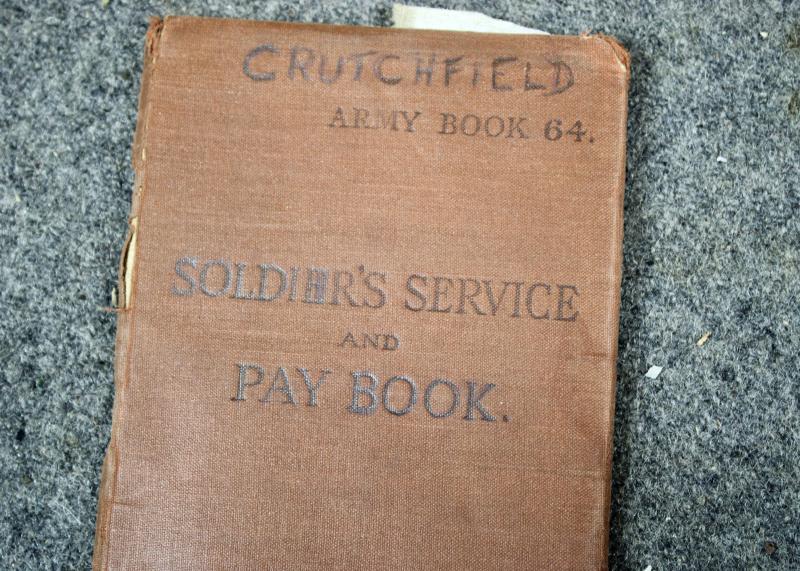 CRUTCHFIELD
ARMY BOOK 64.
SOLDIER'S SERVICE
AND
PAY BOOK.